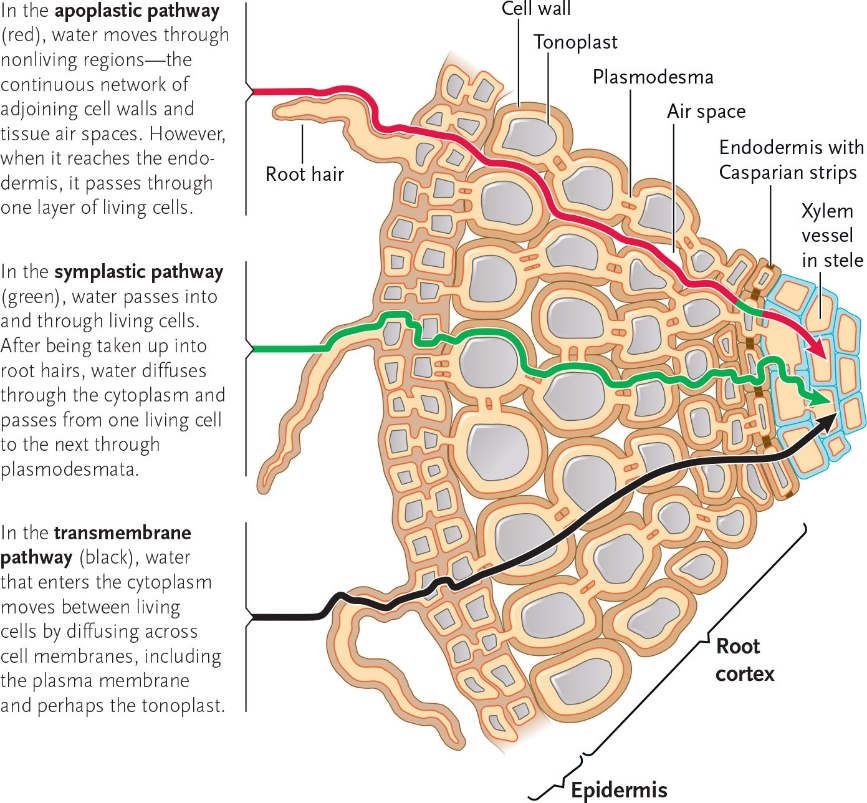 In the apoplastic pathway
(red), water moves through
nonliving regions—the
continuous network of
adjoining cell walls and
tissue air spaces. However,
when it reaches the endo-
dermis, it passes through
one layer of living cells.
Cell wall
Tonoplast
Plasmodesma
Air space
Endodermis with
Casparian strips
Xylem
vessel
in stele
Root hair
In the symplastic pathway
(green), water passes into
and through living cells.
After being taken up into
root hairs, water diffuses
through the cytoplasm and
passes from one living cell
to the next through
plasmodesmata.
In the transmembrane
pathway (black), water
that enters the cytoplasm
moves between living
cells by diffusing across
cell membranes, including
the plasma membrane
and perhaps the tonoplast.
Root
cortex
Epidermis